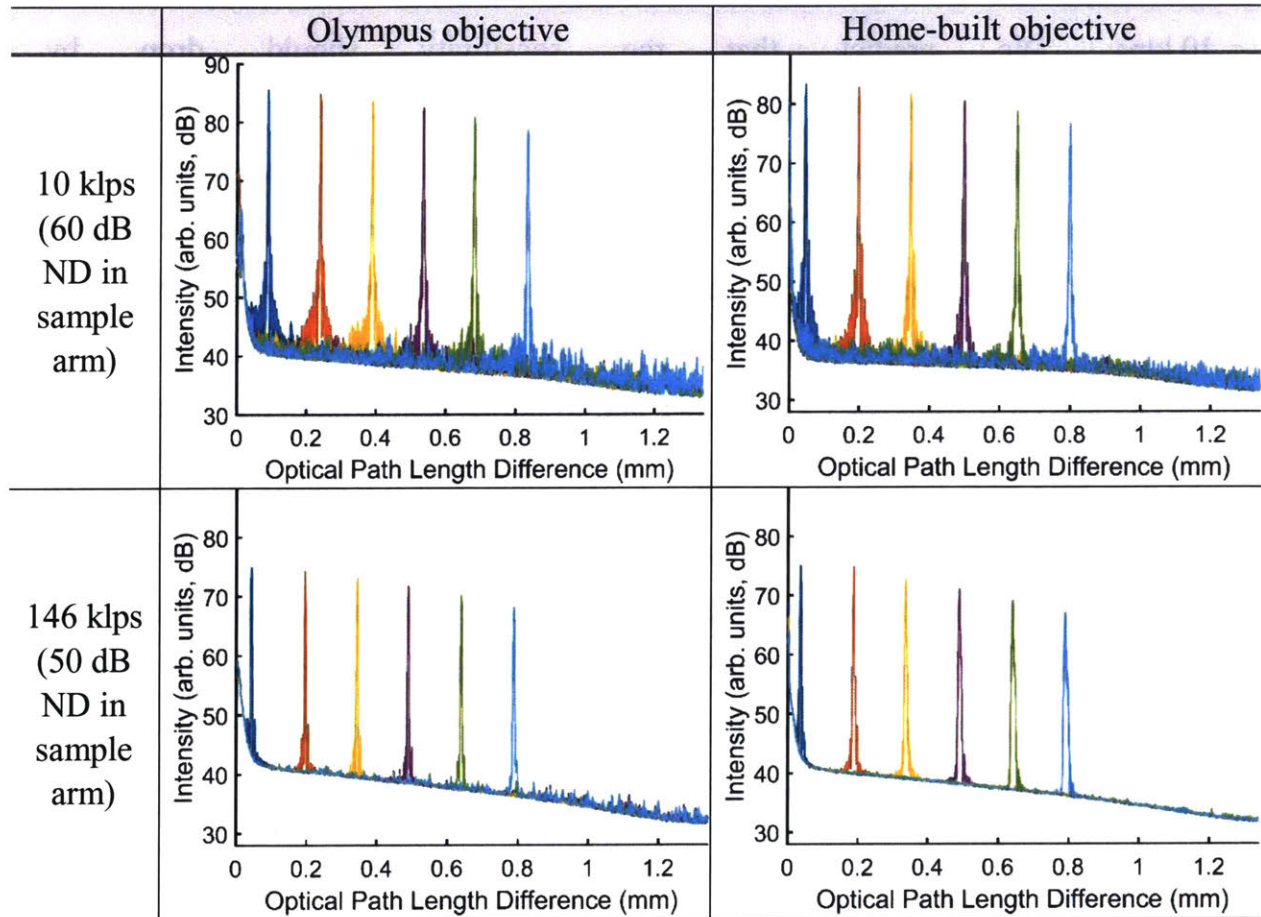 Olympus objective
Home-built objective
10 klps
(60 dB
ND in
sample
arm)
Intensity (arb. units, dB)
90
80
70
60
50
40
30
0 0.2 0.4 0.6 0.8 1 1.2
Optical Path Length Difference (mm)
Intensity (arb. units, dB)
80
70
60
50
40
30
0 0.2 0.4 0.6 0.8 1 1.2
Optical Path Length Difference (mm)
146 klps
(50 dB
ND in
sample
arm)
Intensity (arb. units, dB)
80
70
60
50
40
30
0 0.2 0.4 0.6 0.8 1 1.2
Optical Path Length Difference (mm)
Intensity (arb. units, dB)
80
70
60
50
40
30
0 0.2 0.4 0.6 0.8 1 1.2
Optical Path Length Difference (mm)